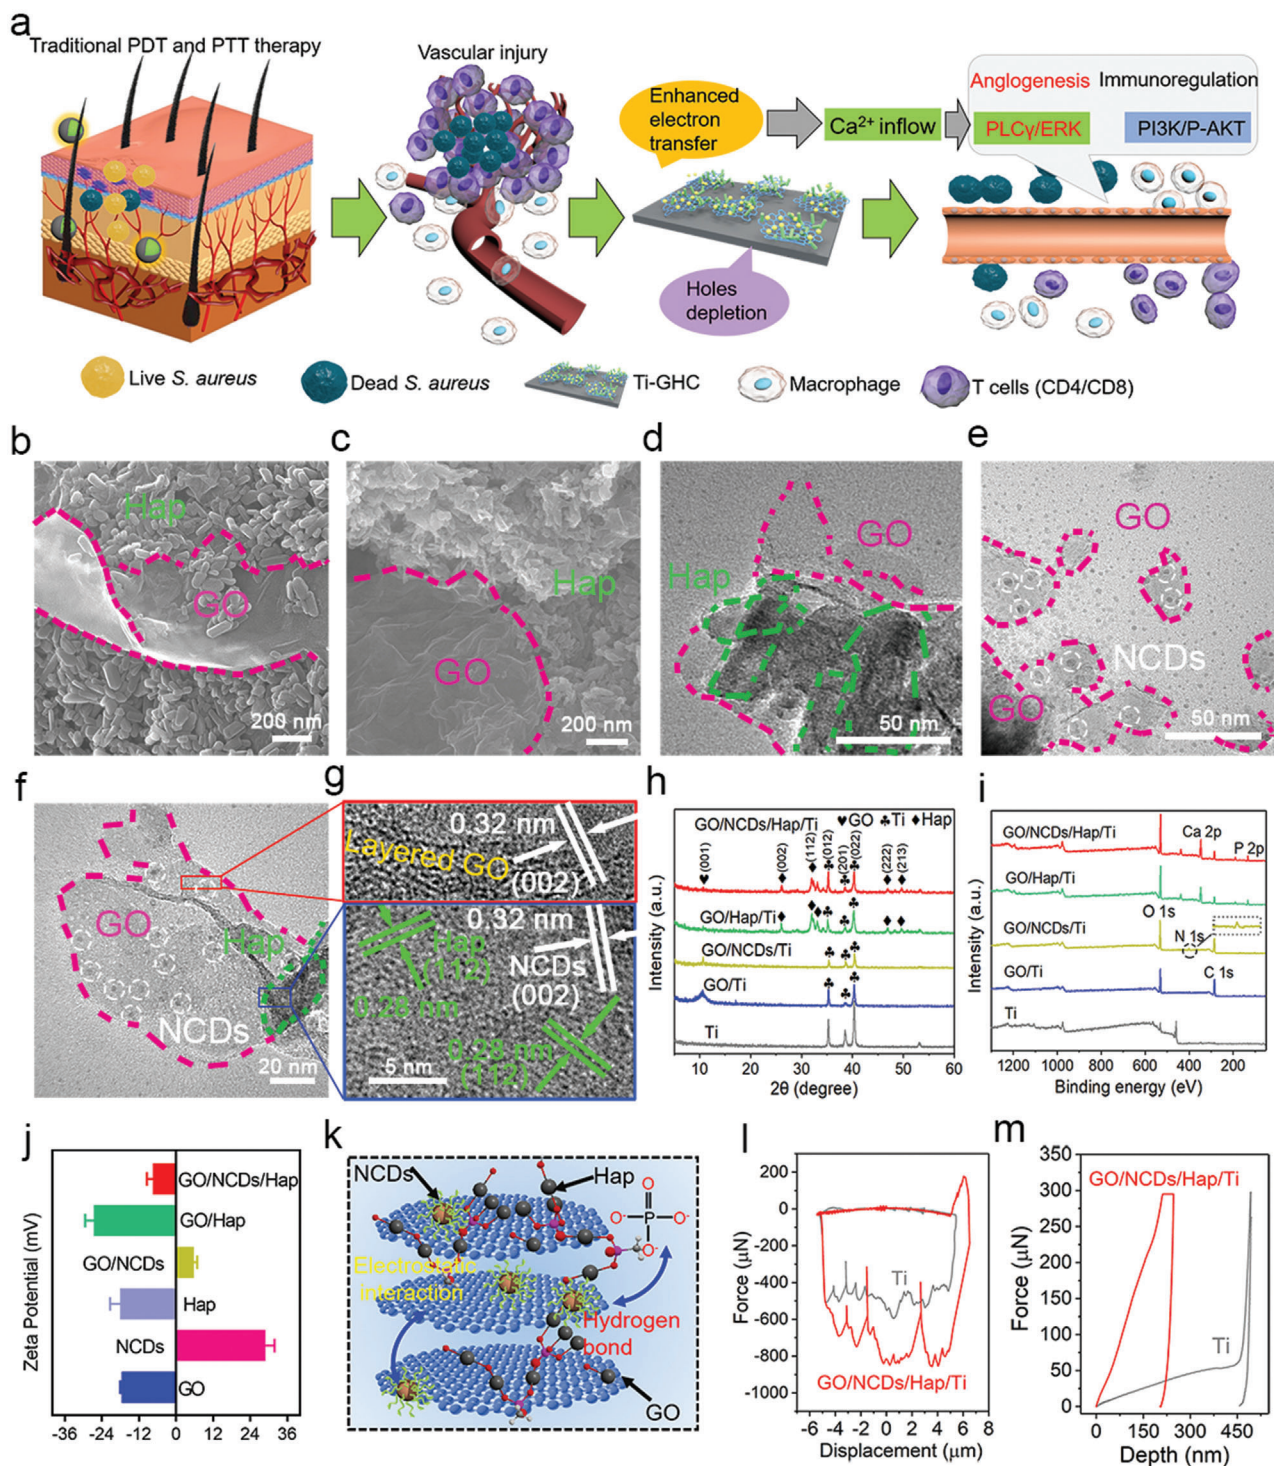 a
Traditional PDT and PTT therapy
Vascular injury
Enhanced
electron
transfer
Ca²⁺ inflow
Anglogenesis
Immunoregulation
PLCγ/ERK
PI3K/P-AKT
Holes
depletion
Live S. aureus
Dead S. aureus
Ti-GHC
Macrophage
T cells (CD4/CD8)
b
Hap
GO
200 nm
c
Hap
GO
200 nm
d
GO
Hap
50 nm
e
GO
NCDs
GO
50 nm
f
GO
Hap
NCDs
20 nm
g
0.32 nm
Layered GO
(002)
0.32 nm
Hap
(112)
NCDs
(002)
0.28 nm
0.28 nm
(112)
5 nm
h
♥GO ♣Ti ♦Hap
GO/NCDs/Hap/Ti
(001)
(002)
(112)
(012)
(201)
(022)
(222)
(213)
GO/Hap/Ti
GO/NCDs/Ti
GO/Ti
Ti
Intensity (a.u.)
5 10 20 30 40 50 60
2θ (degree)
i
GO/NCDs/Hap/Ti
Ca 2p
P 2p
GO/Hap/Ti
O 1s
GO/NCDs/Ti
N 1s
C 1s
GO/Ti
Ti
Intensity (a.u.)
1200 900 600 300
Binding energy (eV)
j
GO/NCDs/Hap
GO/Hap
GO/NCDs
Hap
NCDs
GO
Zeta Potential (mV)
-36 -24 -12 0 12 24 36
k
NCDs
Hap
O
O⁻
P
O⁻
O⁻
Electrostatic
interaction
Hydrogen
bond
GO
l
200
0
-200
-400
-600
-800
-1000
Force (μN)
Ti
GO/NCDs/Hap/Ti
-6 -4 -2 0 2 4 6 8
Displacement (μm)
m
350
300
250
200
150
100
50
0
Force (μN)
GO/NCDs/Hap/Ti
Ti
0 150 300 450
Depth (nm)